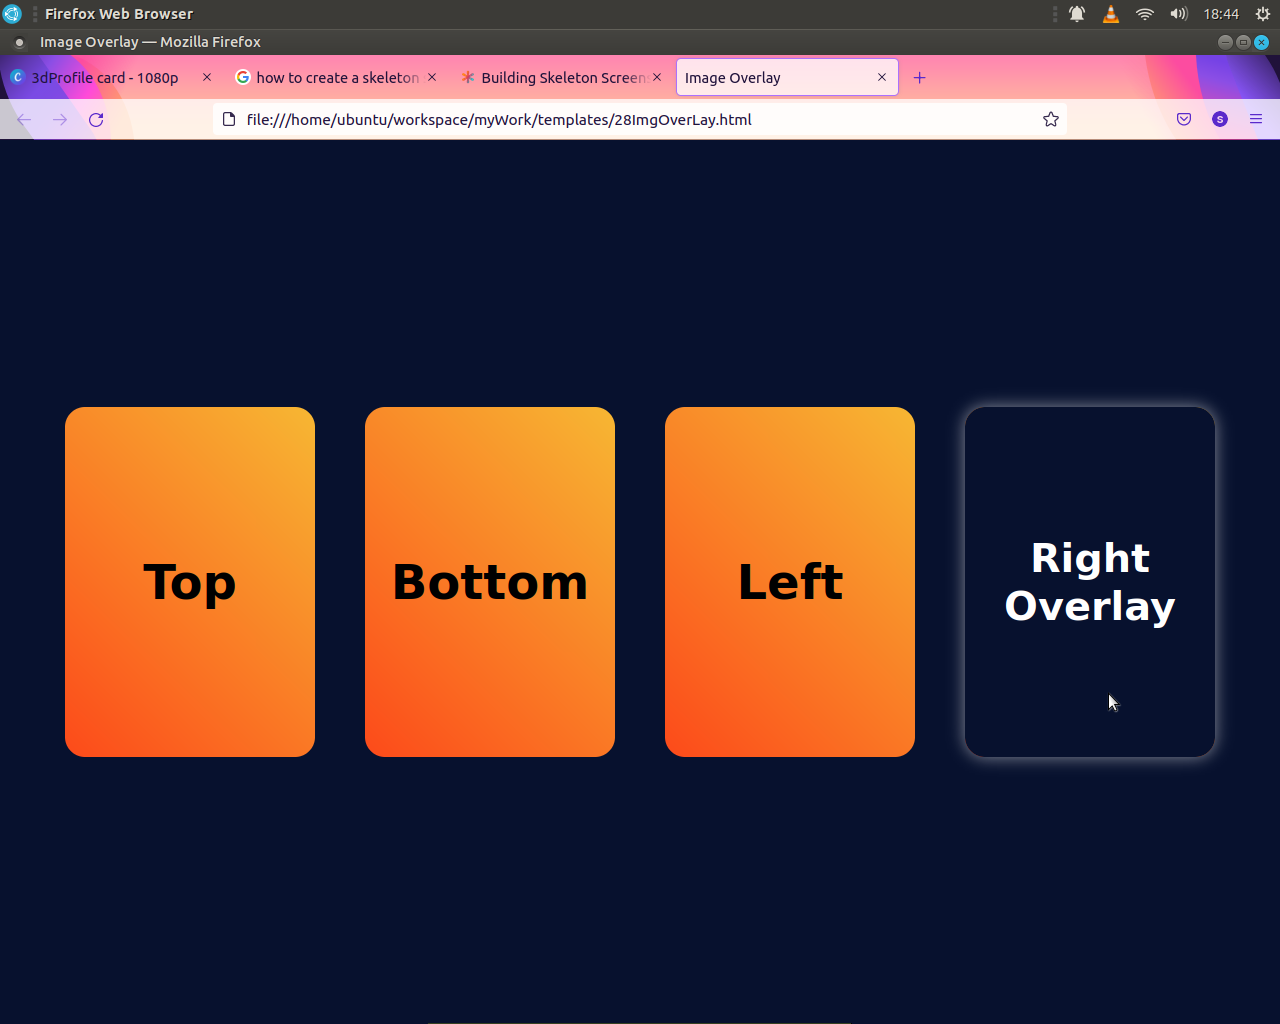 Firefox Web Browser
18:44
Image Overlay — Mozilla Firefox
3dProfile card - 1080p
how to create a skeleton
Building Skeleton Screens
Image Overlay
file:///home/ubuntu/workspace/myWork/templates/28ImgOverLay.html
S
Top
Bottom
Left
Right
Overlay